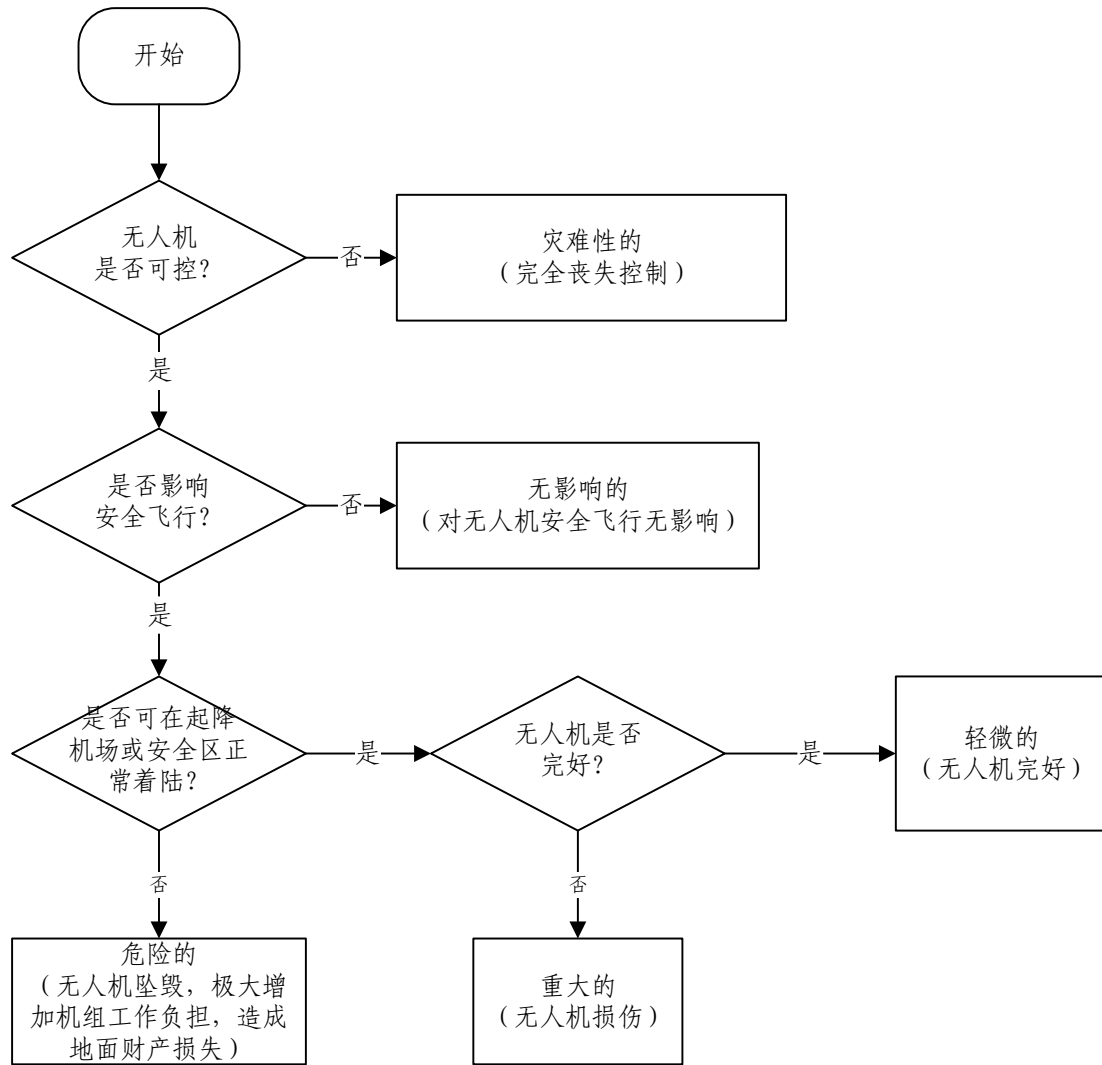 开始
无人机
是否可控？
否
灾难性的
（完全丧失控制）
是
是否影响
安全飞行？
否
无影响的
（对无人机安全飞行无影响）
是
是否可在起降
机场或安全区正
常着陆？
是
无人机是否
完好？
是
轻微的
（无人机完好）
否
否
危险的
（无人机坠毁，极大增
加机组工作负担，造成
地面财产损失）
重大的
（无人机损伤）